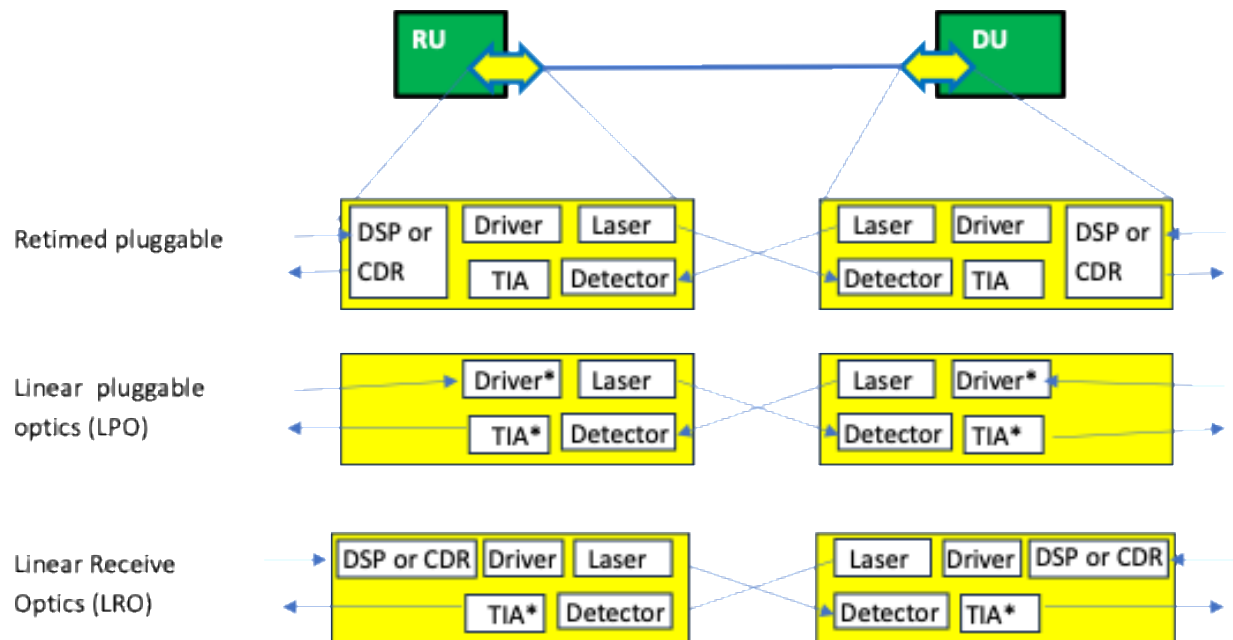 RU
DU
Retimed pluggable
DSP or
CDR
Driver
Laser
TIA
Detector
Laser
Driver
DSP or
CDR
Detector
TIA
Linear pluggable
optics (LPO)
Driver*
Laser
TIA*
Detector
Laser
Driver*
Detector
TIA*
Linear Receive
Optics (LRO)
DSP or CDR
Driver
Laser
TIA*
Detector
Laser
Driver
DSP or CDR
Detector
TIA*